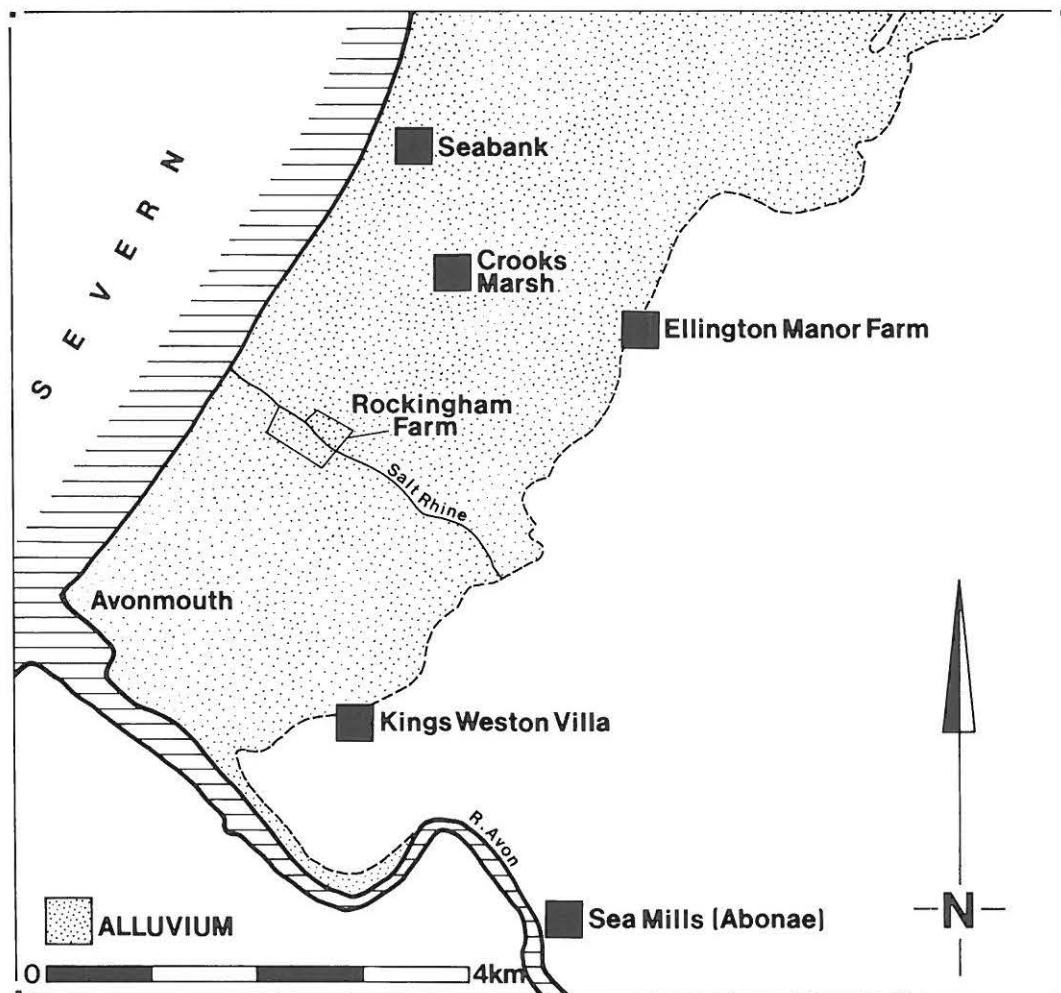 SEVERN
Seabank
Crooks
Marsh
Ellington Manor Farm
Rockingham
Farm
Salt Rhine
Avonmouth
Kings Weston Villa
R. Avon
Sea Mills (Abonae)
N
ALLUVIUM
0 4km